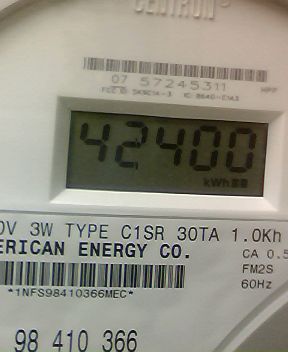 CENTRON®
07 57245311
42400
kWh
0V 3W TYPE C1SR 30TA 1.0Kh
ERICAN ENERGY CO.
CA 0.5
FM2S
*1NFS98410366MEC*
60Hz
98 410 366